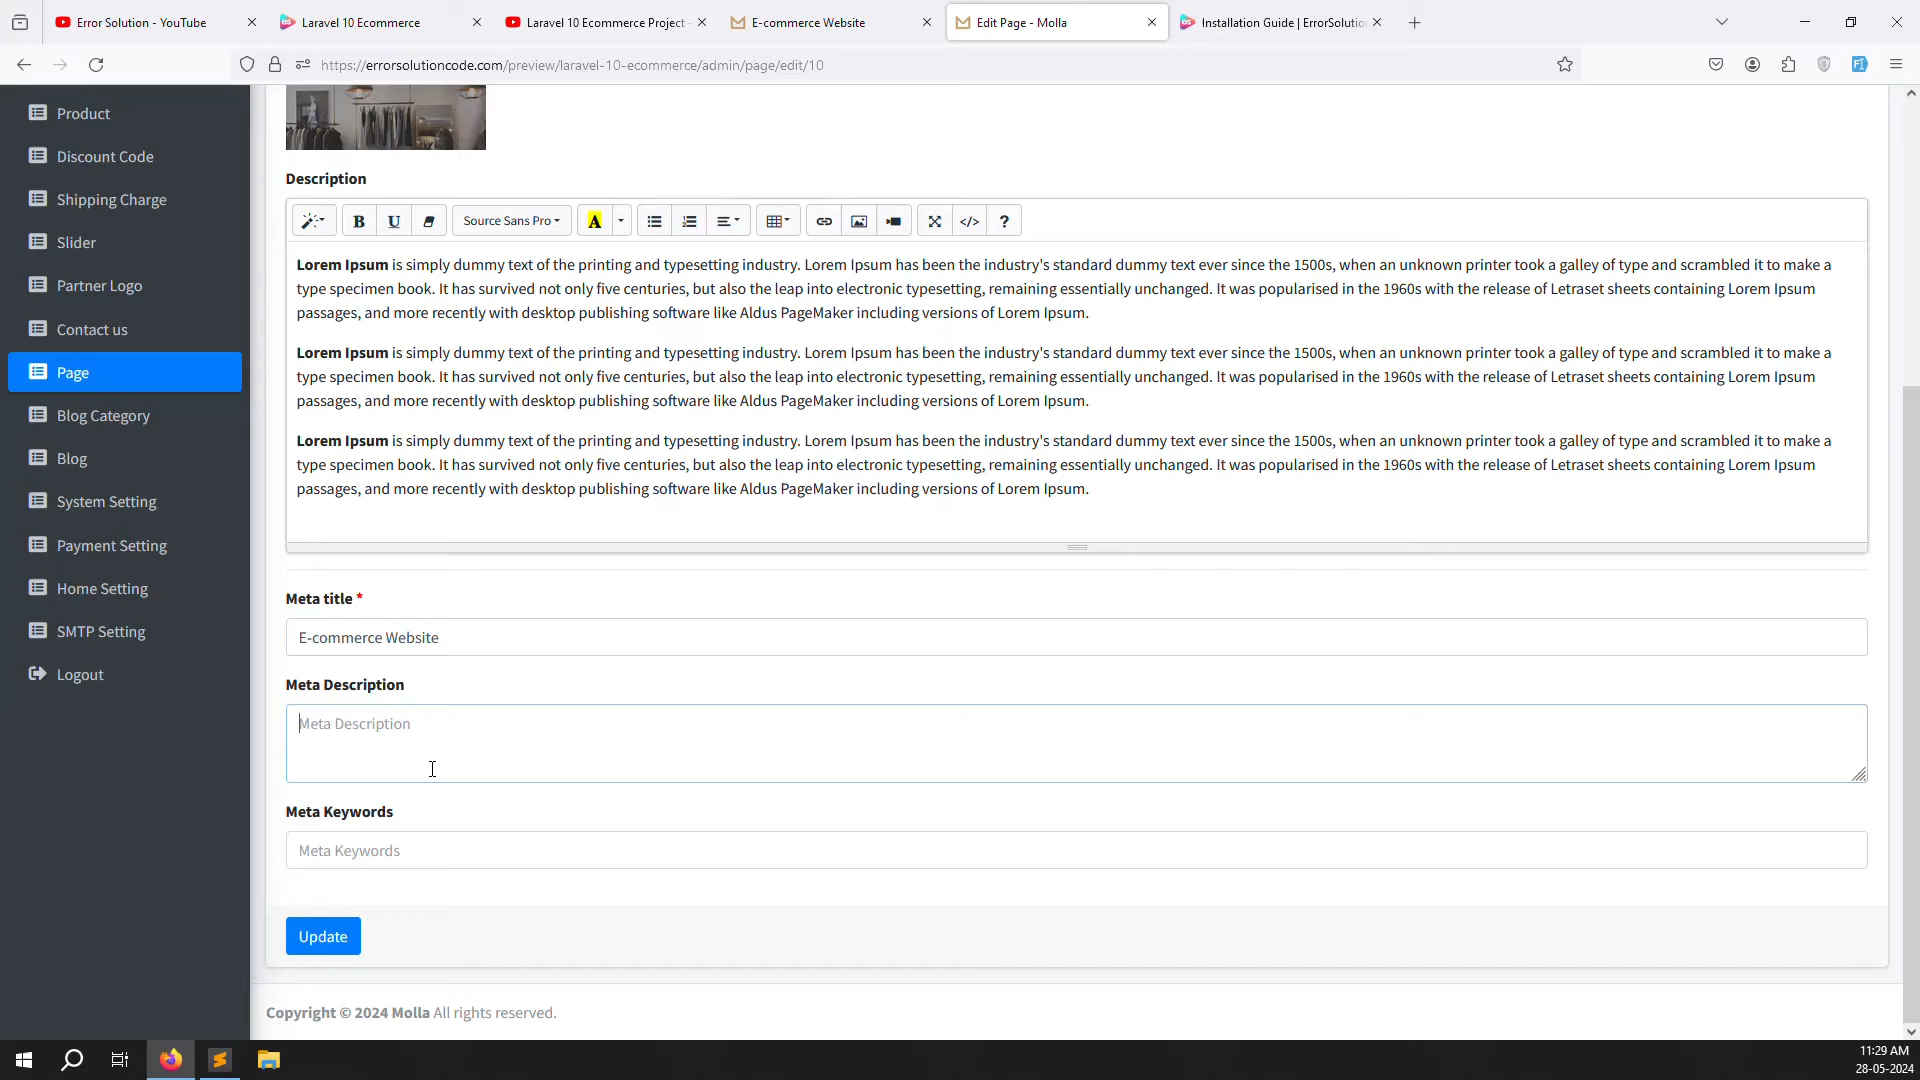 Error Solution - YouTube
Laravel 10 Ecommerce
Laravel 10 Ecommerce Project -
E-commerce Website
Edit Page - Molla
Installation Guide | ErrorSolution
https://errorsolutioncode.com/preview/laravel-10-ecommerce/admin/page/edit/10
Product
Discount Code
Shipping Charge
Slider
Partner Logo
Contact us
Page
Blog Category
Blog
System Setting
Payment Setting
Home Setting
SMTP Setting
Logout
Description
B U Source Sans Pro A </> ?
Lorem Ipsum is simply dummy text of the printing and typesetting industry. Lorem Ipsum has been the industry's standard dummy text ever since the 1500s, when an unknown printer took a galley of type and scrambled it to make a
type specimen book. It has survived not only five centuries, but also the leap into electronic typesetting, remaining essentially unchanged. It was popularised in the 1960s with the release of Letraset sheets containing Lorem Ipsum
passages, and more recently with desktop publishing software like Aldus PageMaker including versions of Lorem Ipsum.
Lorem Ipsum is simply dummy text of the printing and typesetting industry. Lorem Ipsum has been the industry's standard dummy text ever since the 1500s, when an unknown printer took a galley of type and scrambled it to make a
type specimen book. It has survived not only five centuries, but also the leap into electronic typesetting, remaining essentially unchanged. It was popularised in the 1960s with the release of Letraset sheets containing Lorem Ipsum
passages, and more recently with desktop publishing software like Aldus PageMaker including versions of Lorem Ipsum.
Lorem Ipsum is simply dummy text of the printing and typesetting industry. Lorem Ipsum has been the industry's standard dummy text ever since the 1500s, when an unknown printer took a galley of type and scrambled it to make a
type specimen book. It has survived not only five centuries, but also the leap into electronic typesetting, remaining essentially unchanged. It was popularised in the 1960s with the release of Letraset sheets containing Lorem Ipsum
passages, and more recently with desktop publishing software like Aldus PageMaker including versions of Lorem Ipsum.
Meta title *
E-commerce Website
Meta Description
Meta Description
Meta Keywords
Meta Keywords
Update
Copyright © 2024 Molla All rights reserved.
11:29 AM
28-05-2024